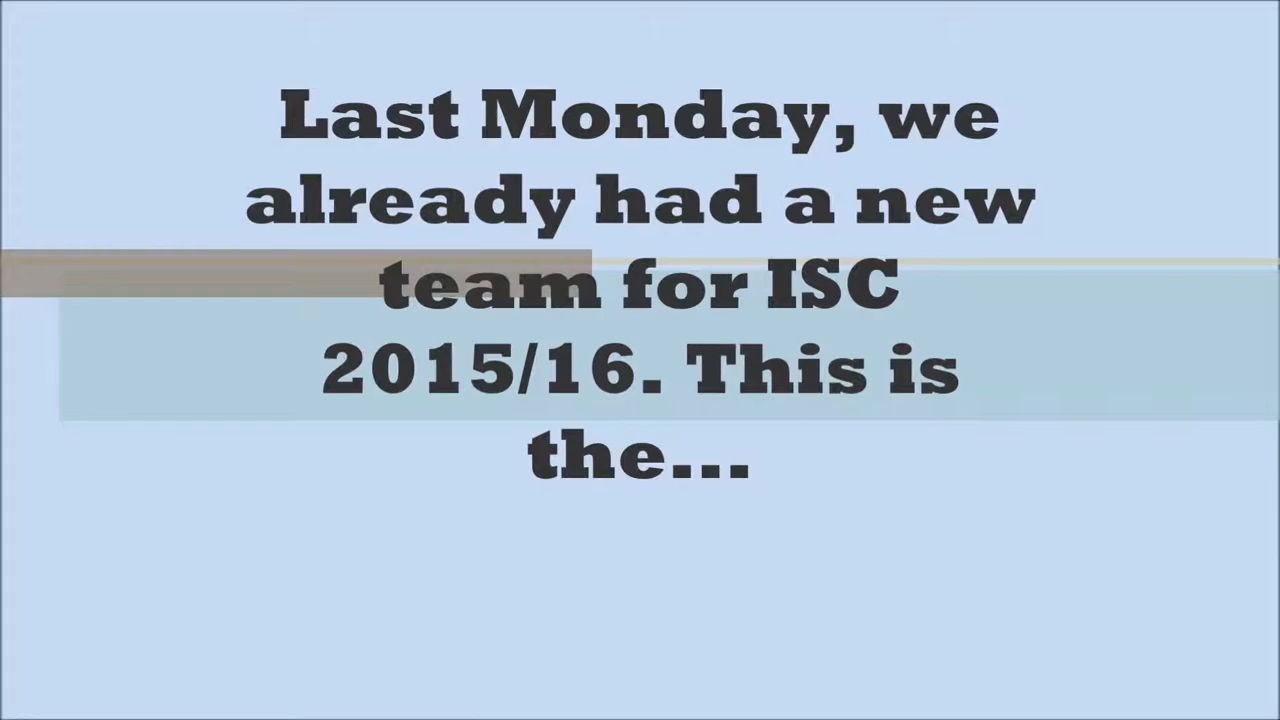 Last Monday, we
already had a new
team for ISC
2015/16. This is
the...